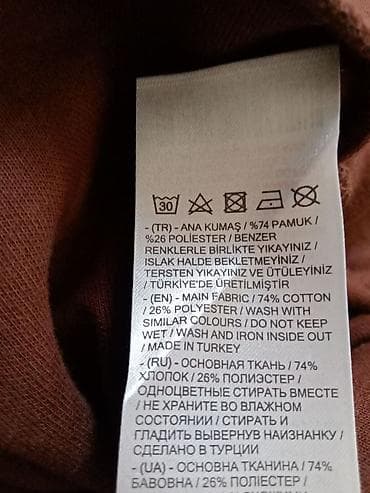 30
- (TR) - ANA KUMAŞ / %74 PAMUK /
%26 POLİESTER / BENZER
RENKLERLE BİRLİKTE YIKAYINIZ /
ISLAK HALDE BEKLETMEYİNİZ /
TERSTEN YIKAYINIZ VE ÜTÜLEYİNİZ
/ TÜRKİYE'DE ÜRETİLMİŞTİR
- (EN) - MAIN FABRIC / 74% COTTON
/ 26% POLYESTER / WASH WITH
SIMILAR COLOURS / DO NOT KEEP
WET / WASH AND IRON INSIDE OUT
/ MADE IN TURKEY
- (RU) - ОСНОВНАЯ ТКАНЬ / 74%
ХЛОПОК / 26% ПОЛИЭСТЕР /
ОДНОЦВЕТНЫЕ СТИРАТЬ ВМЕСТЕ
/ НЕ ХРАНИТЕ ВО ВЛАЖНОМ
СОСТОЯНИИ / СТИРАТЬ И
ГЛАДИТЬ ВЫВЕРНУВ НАИЗНАНКУ /
СДЕЛАНО В ТУРЦИИ
- (UA) - ОСНОВНА ТКАНИНА / 74%
БАВОВНА / 26% ПОЛІЕСТЕР /